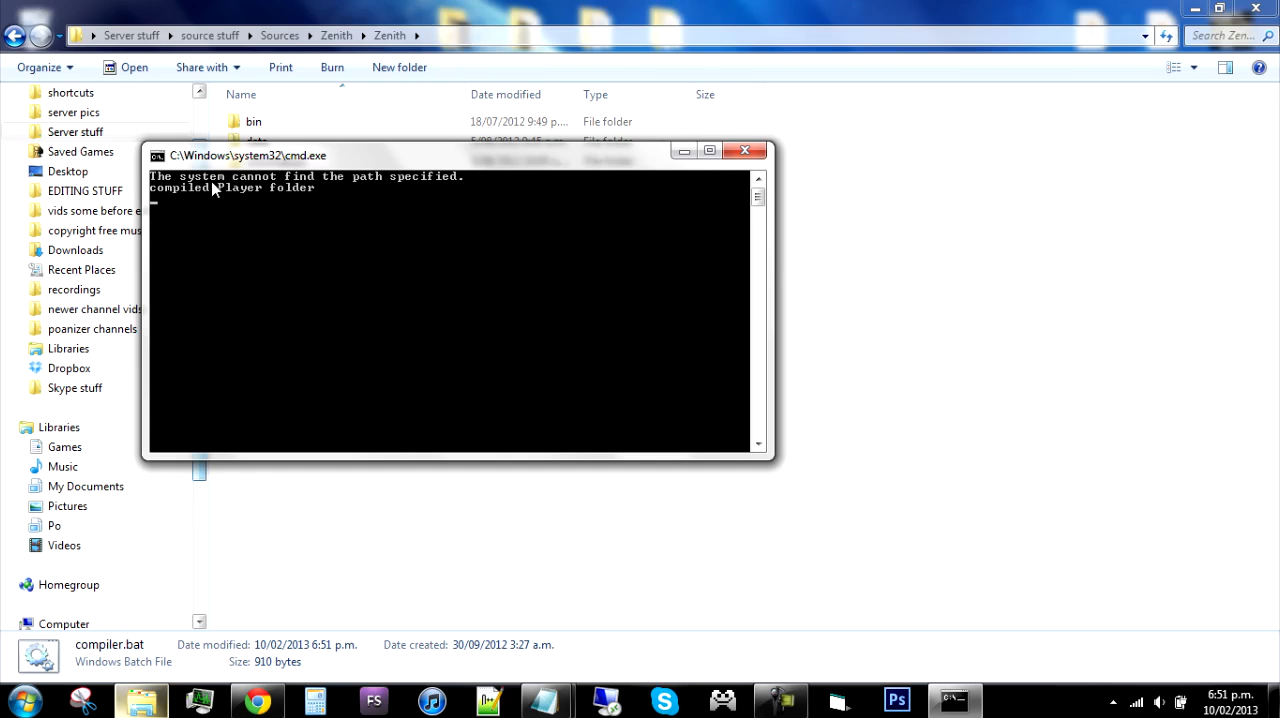 Server stuff
source stuff
Sources
Zenith
Zenith
Search Zen...
Organize
Open
Share with
Print
Burn
New folder
Name
Date modified
Type
Size
shortcuts
server pics
Server stuff
Saved Games
Desktop
EDITING STUFF
vids some before e
copyright free mus
Downloads
Recent Places
recordings
newer channel vids
poanizer channels
Libraries
Dropbox
Skype stuff
Libraries
Games
Music
My Documents
Pictures
Po
Videos
Homegroup
Computer
bin
18/07/2012 9:49 p....
File folder
C:\Windows\system32\cmd.exe
The system cannot find the path specified.
compiled Player folder
compiler.bat
Date modified: 10/02/2013 6:51 p.m.
Date created: 30/09/2012 3:27 a.m.
Windows Batch File
Size: 910 bytes
FS
Ps
6:51 p.m.
10/02/2013